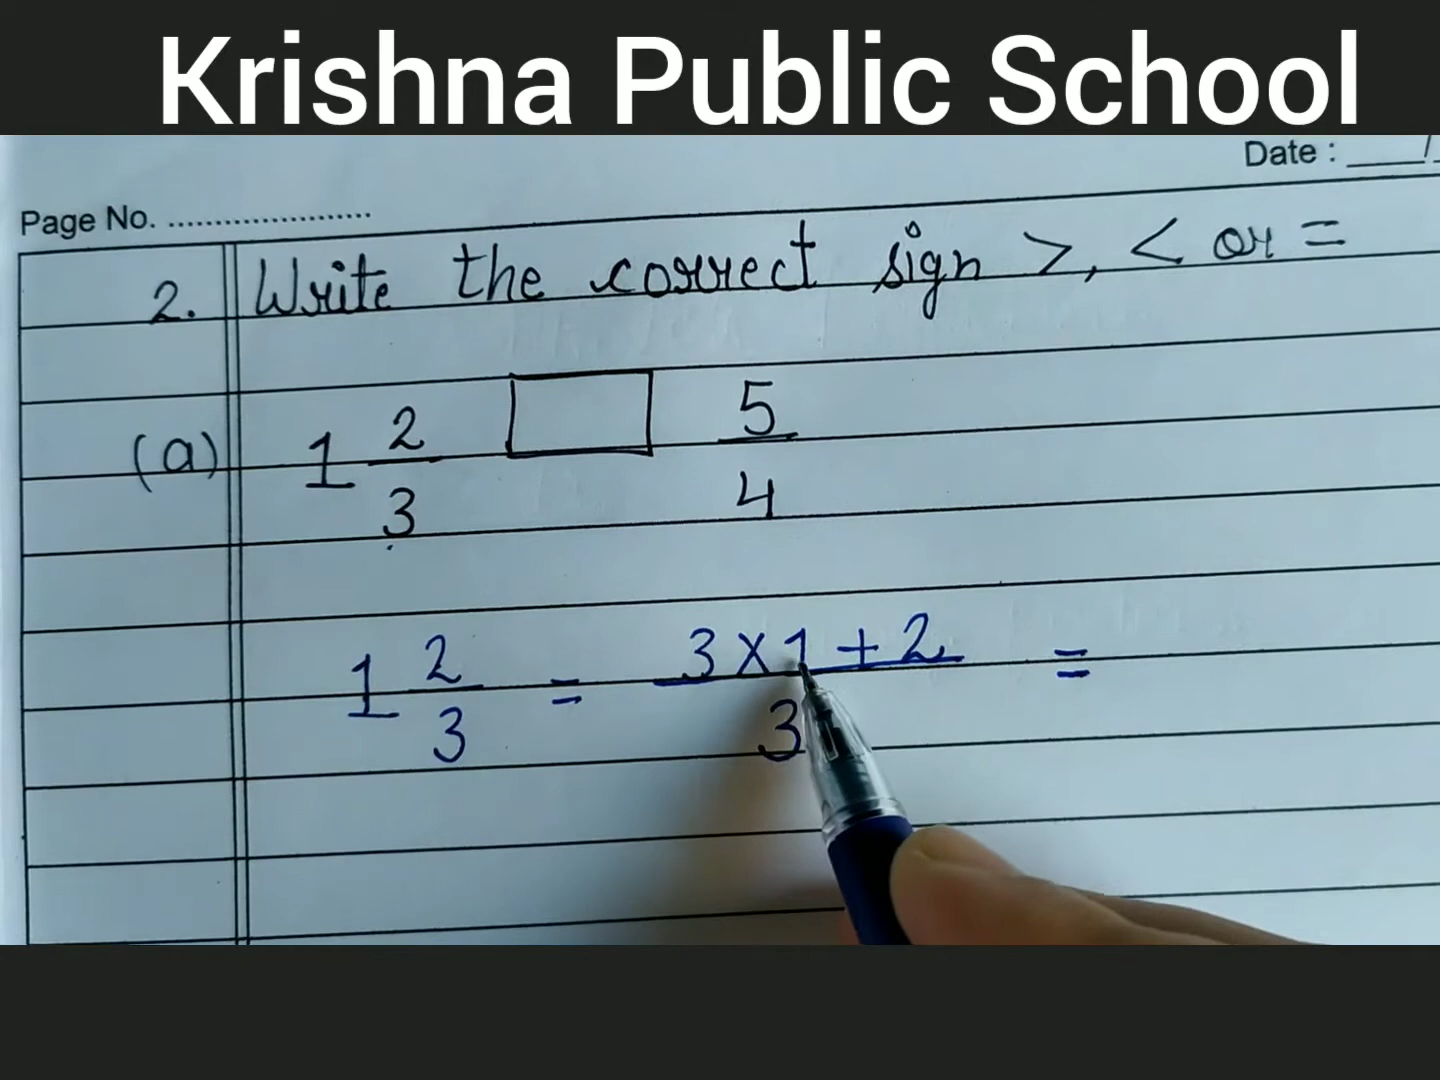 Krishna Public School
Date : ____/_
Page No. ......................
2. Write the correct sign >, < or =
(a) 1 2/3 □ 5/4
1 2/3 = 3×1+2/3 =